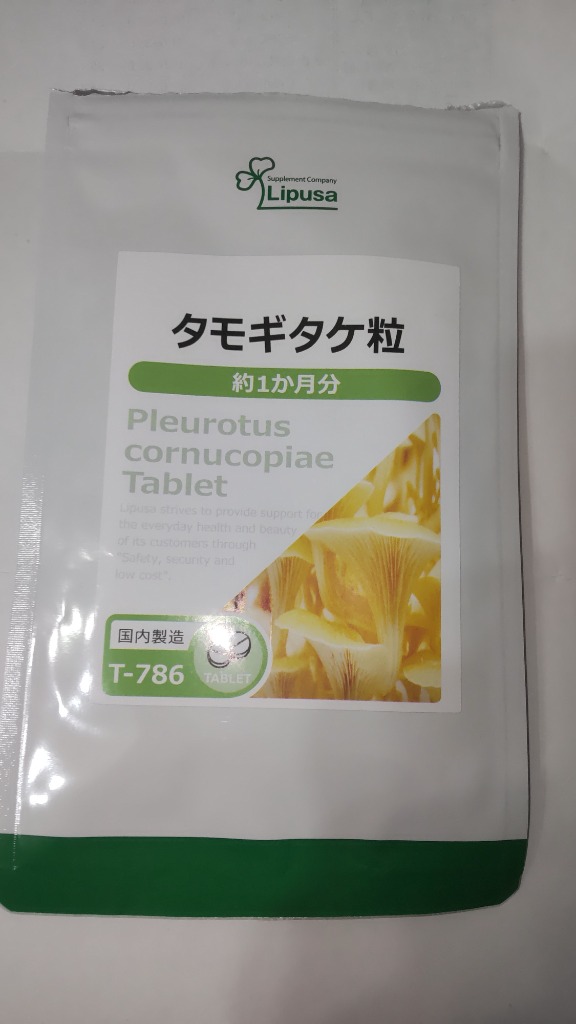 Supplement Company
Lipusa
タモギタケ粒
約1か月分
Pleurotus
cornucopiae
Tablet
Lipusa strives to provide support for
the everyday health and beauty
of its customers through
"Safety, security and
low cost".
国内製造
T-786
TABLET